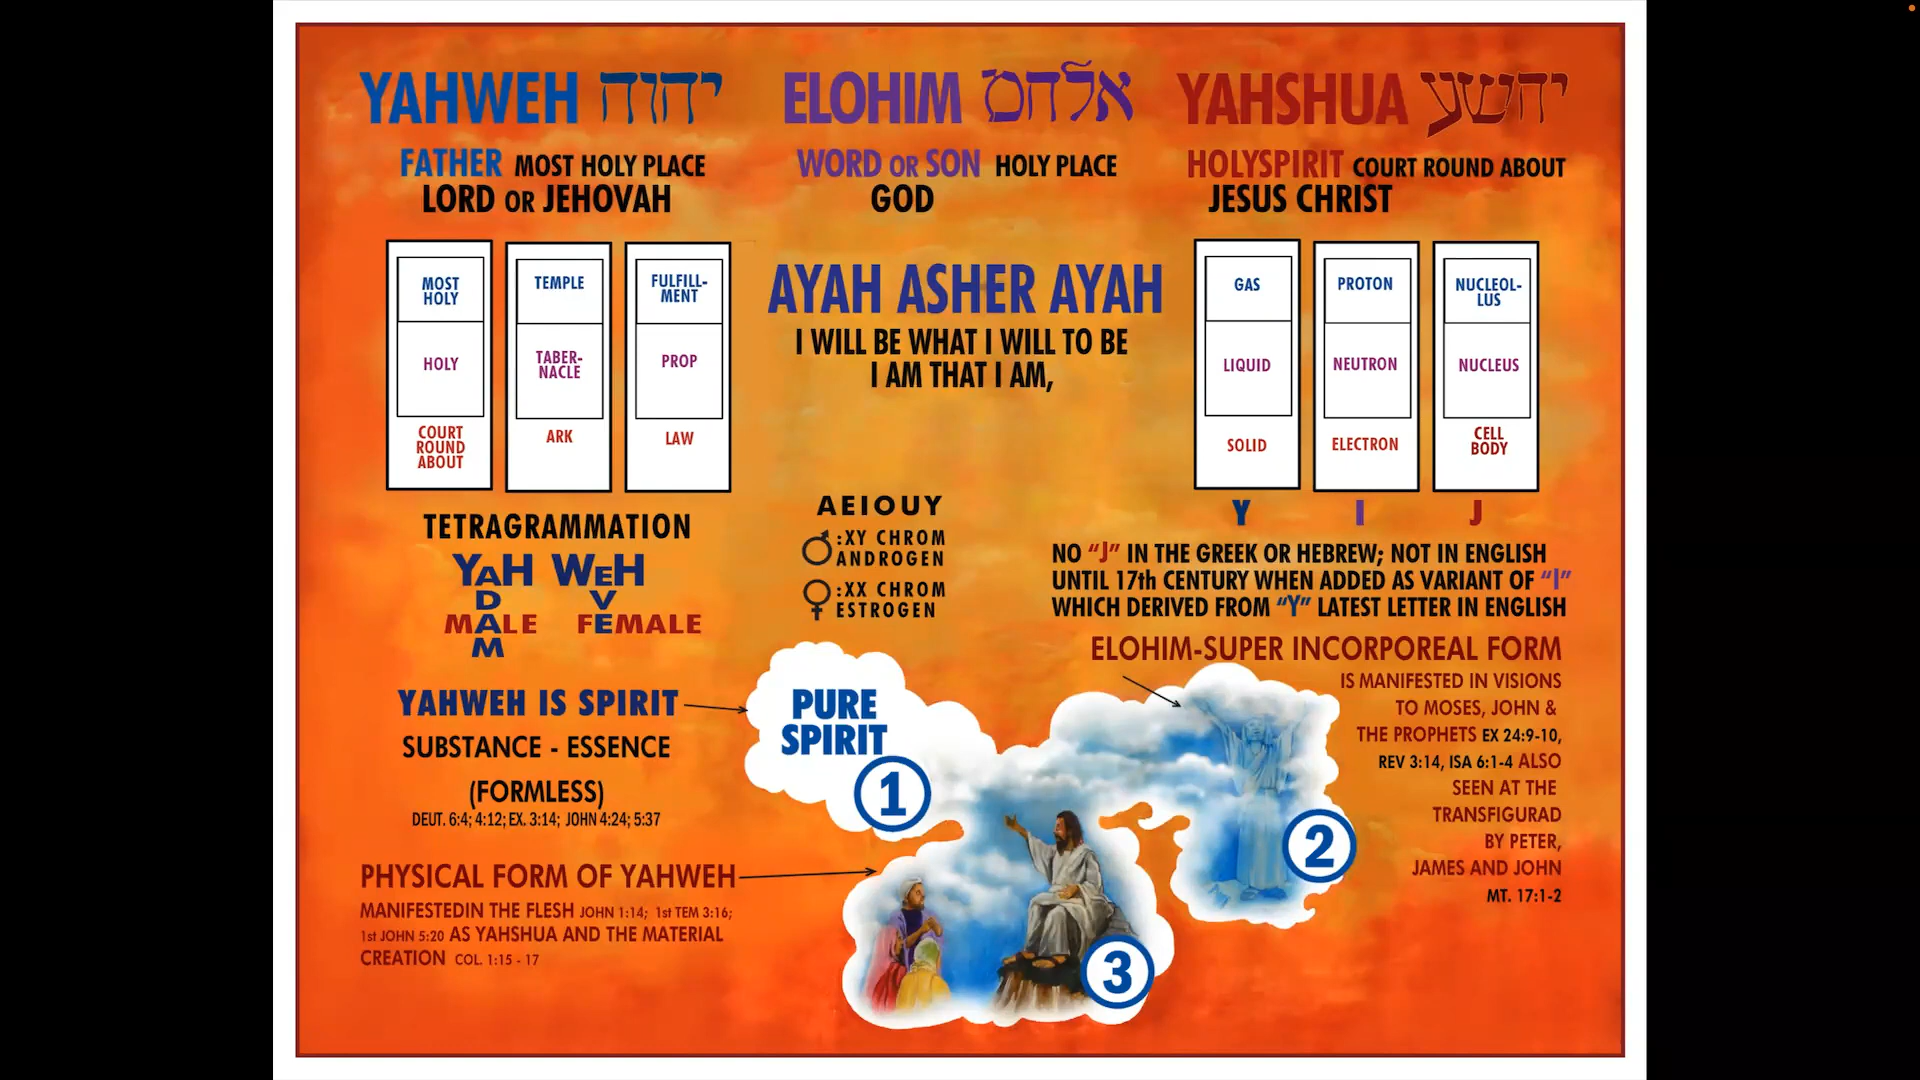 YAHWEH יהוה
FATHER MOST HOLY PLACE
LORD OR JEHOVAH
ELOHIM אלהם
WORD OR SON HOLY PLACE
GOD
YAHSHUA יהשע
HOLYSPIRIT COURT ROUND ABOUT
JESUS CHRIST
MOST
HOLY
HOLY
COURT
ROUND
ABOUT
TEMPLE
TABER-
NACLE
ARK
FULFILL-
MENT
PROP
LAW
AYAH ASHER AYAH
I WILL BE WHAT I WILL TO BE
I AM THAT I AM,
GAS
LIQUID
SOLID
PROTON
NEUTRON
ELECTRON
NUCLEOL-
LUS
NUCLEUS
CELL
BODY
Y I J
TETRAGRAMMATION
YAH WEH
D V
MALE FEMALE
M
AEIOUY
♂:XY CHROM
ANDROGEN
♀:XX CHROM
ESTROGEN
NO “J” IN THE GREEK OR HEBREW; NOT IN ENGLISH
UNTIL 17th CENTURY WHEN ADDED AS VARIANT OF “I”
WHICH DERIVED FROM “Y” LATEST LETTER IN ENGLISH
YAHWEH IS SPIRIT
SUBSTANCE - ESSENCE
(FORMLESS)
DEUT. 6:4; 4:12; EX. 3:14; JOHN 4:24; 5:37
PURE
SPIRIT
1
ELOHIM-SUPER INCORPOREAL FORM
IS MANIFESTED IN VISIONS
TO MOSES, JOHN &
THE PROPHETS EX 24:9-10,
REV 3:14, ISA 6:1-4 ALSO
SEEN AT THE
TRANSFIGURAD
BY PETER,
JAMES AND JOHN
MT. 17:1-2
2
PHYSICAL FORM OF YAHWEH
MANIFESTEDIN THE FLESH JOHN 1:14; 1st TEM 3:16;
1st JOHN 5:20 AS YAHSHUA AND THE MATERIAL
CREATION COL. 1:15 - 17
3